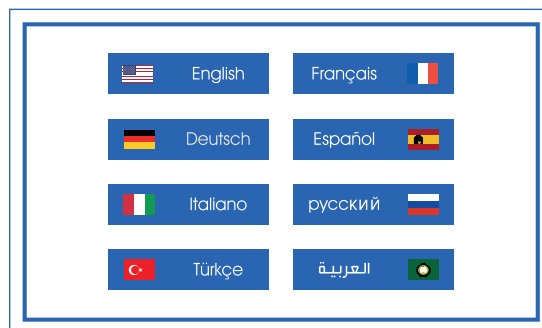 English
Français
Deutsch
Español
Italiano
русский
Türkçe
العربية